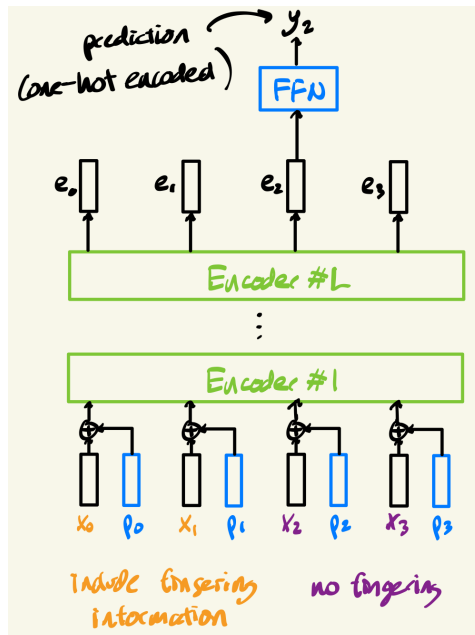 prediction
(one-hot encoded)
y₂
FFN
e₀ e₁ e₂ e₃
Encoder #L
...
Encoder #1
x₀ p₀ x₁ p₁ x₂ p₂ x₃ p₃
include fingering
information
no fingering